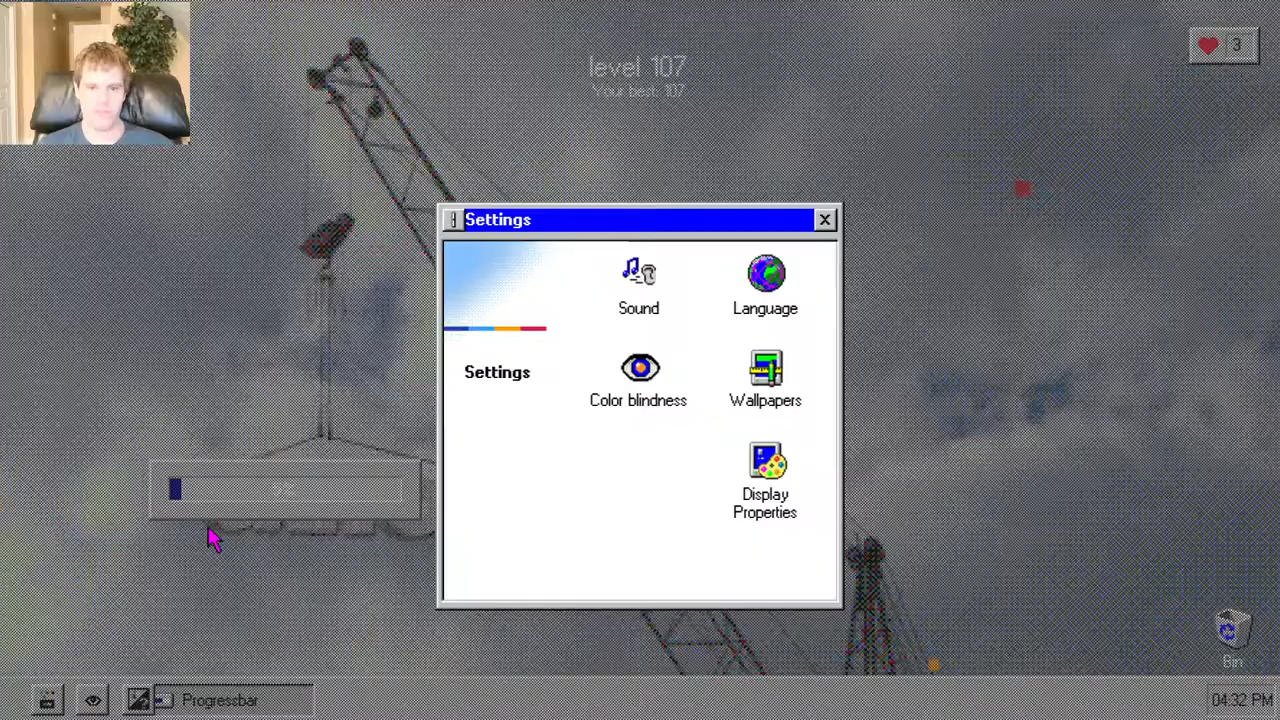 level 107
Your best: 107
3
Settings
Sound
Language
Settings
Color blindness
Wallpapers
Display
Properties
Bin
Progressbar
04:32 PM